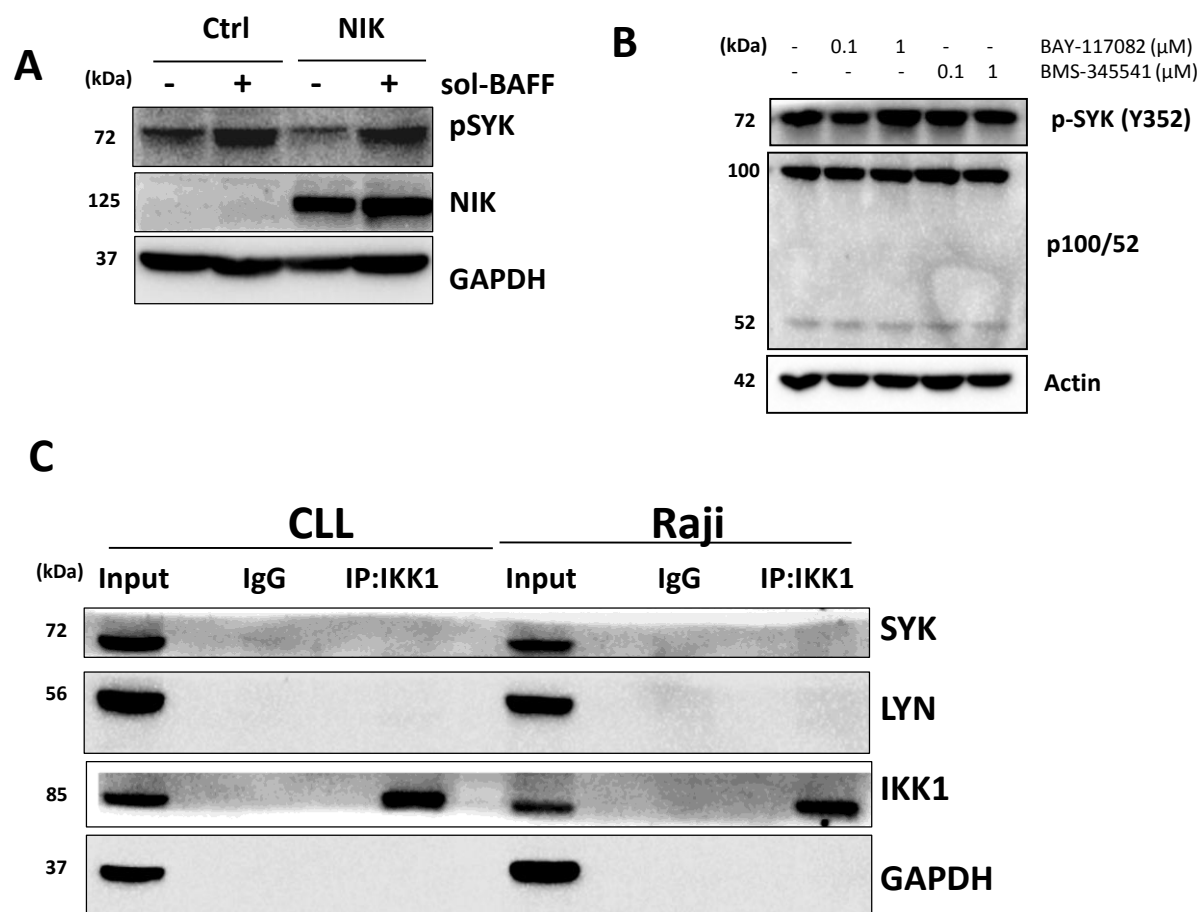 A
Ctrl NIK
(kDa) - + - + sol-BAFF
72 pSYK
125 NIK
37 GAPDH
B
(kDa) - 0.1 1 - - BAY-117082 (µM)
- - - 0.1 1 BMS-345541 (µM)
72 p-SYK (Y352)
100
p100/52
52
42 Actin
C
CLL Raji
(kDa) Input IgG IP:IKK1 Input IgG IP:IKK1
72 SYK
56 LYN
85 IKK1
37 GAPDH